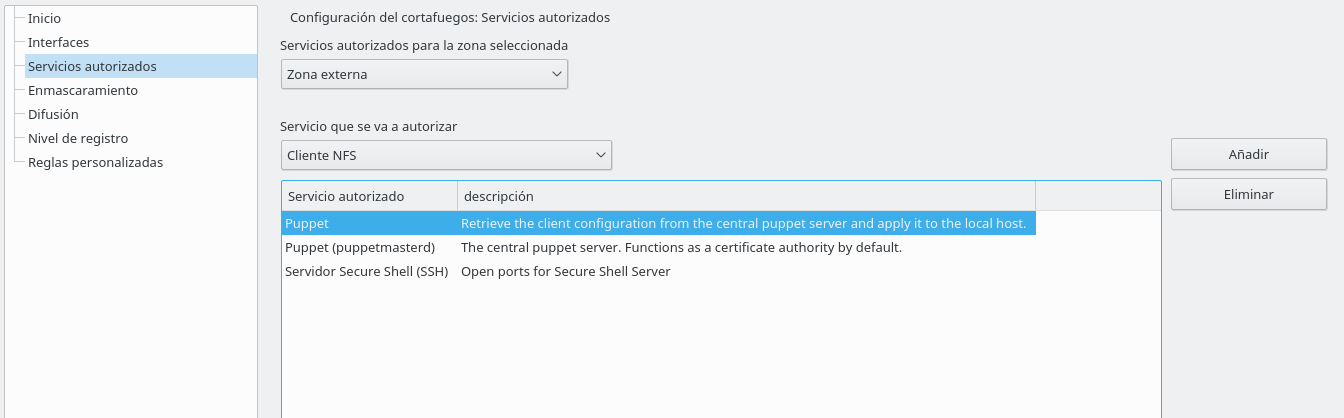 Inicio
Interfaces
Servicios autorizados
Enmascaramiento
Difusión
Nivel de registro
Reglas personalizadas
Configuración del cortafuegos: Servicios autorizados
Servicios autorizados para la zona seleccionada
Zona externa
Servicio que se va a autorizar
Cliente NFS
Añadir
Eliminar
Servicio autorizado descripción
Puppet Retrieve the client configuration from the central puppet server and apply it to the local host.
Puppet (puppetmasterd) The central puppet server. Functions as a certificate authority by default.
Servidor Secure Shell (SSH) Open ports for Secure Shell Server